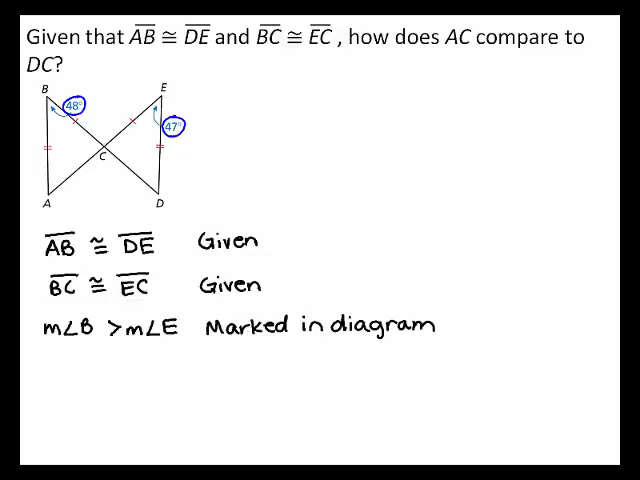 Given that AB ≅ DE and BC ≅ EC, how does AC compare to
DC?
B
E
48°
47°
C
A
D
AB ≅ DE Given
BC ≅ EC Given
m∠B > m∠E Marked in diagram